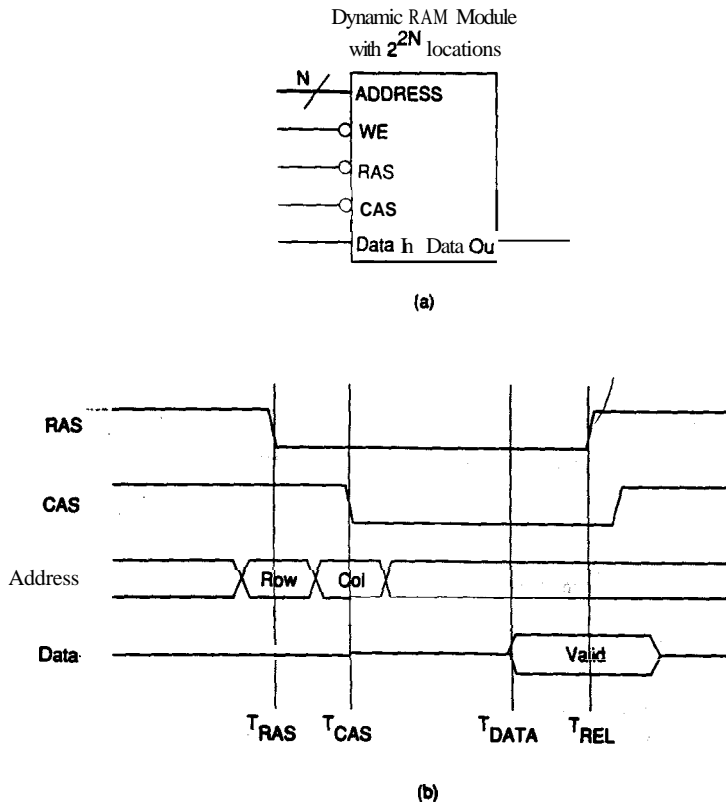 Dynamic RAM Module
with 2^2N locations
N
ADDRESS
WE
RAS
CAS
Data In Data Ou
(a)
RAS
CAS
Address
Row Col
Data
Valid
T_RAS T_CAS T_DATA T_REL
(b)